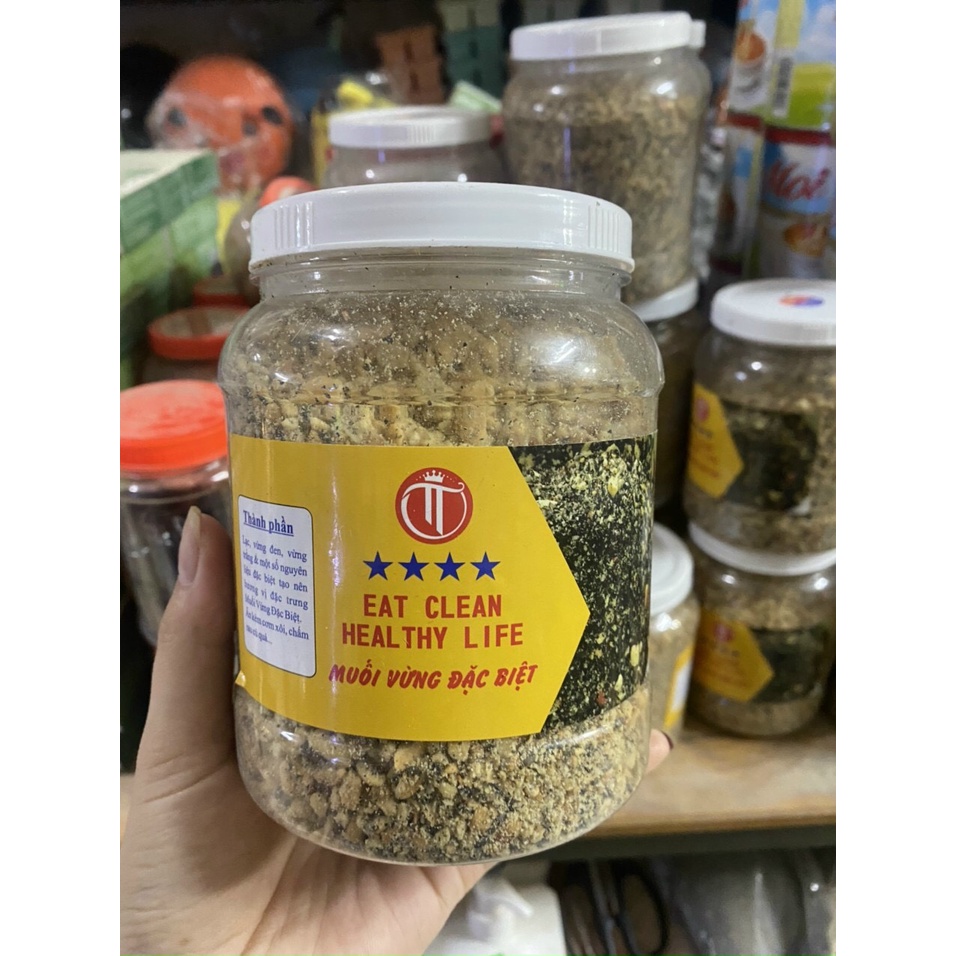 Thành phần
Lạc, vừng đen, vừng
trắng & một số nguyên
liệu đặc biệt tạo nên
hương vị đặc trưng
Muối Vừng Đặc Biệt.
Ăn kèm cơm xôi, chấm
rau củ quả...
TT
EAT CLEAN
HEALTHY LIFE
MUỐI VỪNG ĐẶC BIỆT